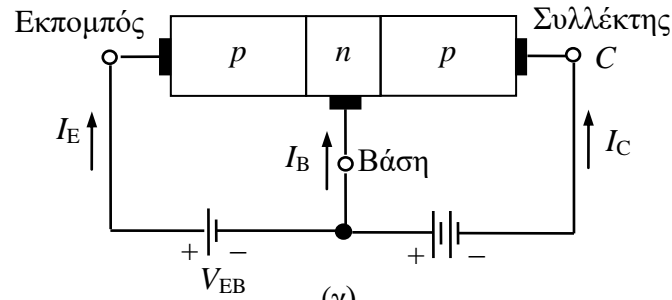 Εκπομπός
Συλλέκτης
p
n
p
C
I_E
I_B
Βάση
I_C
+
−
+
−
V_EB
(γ)